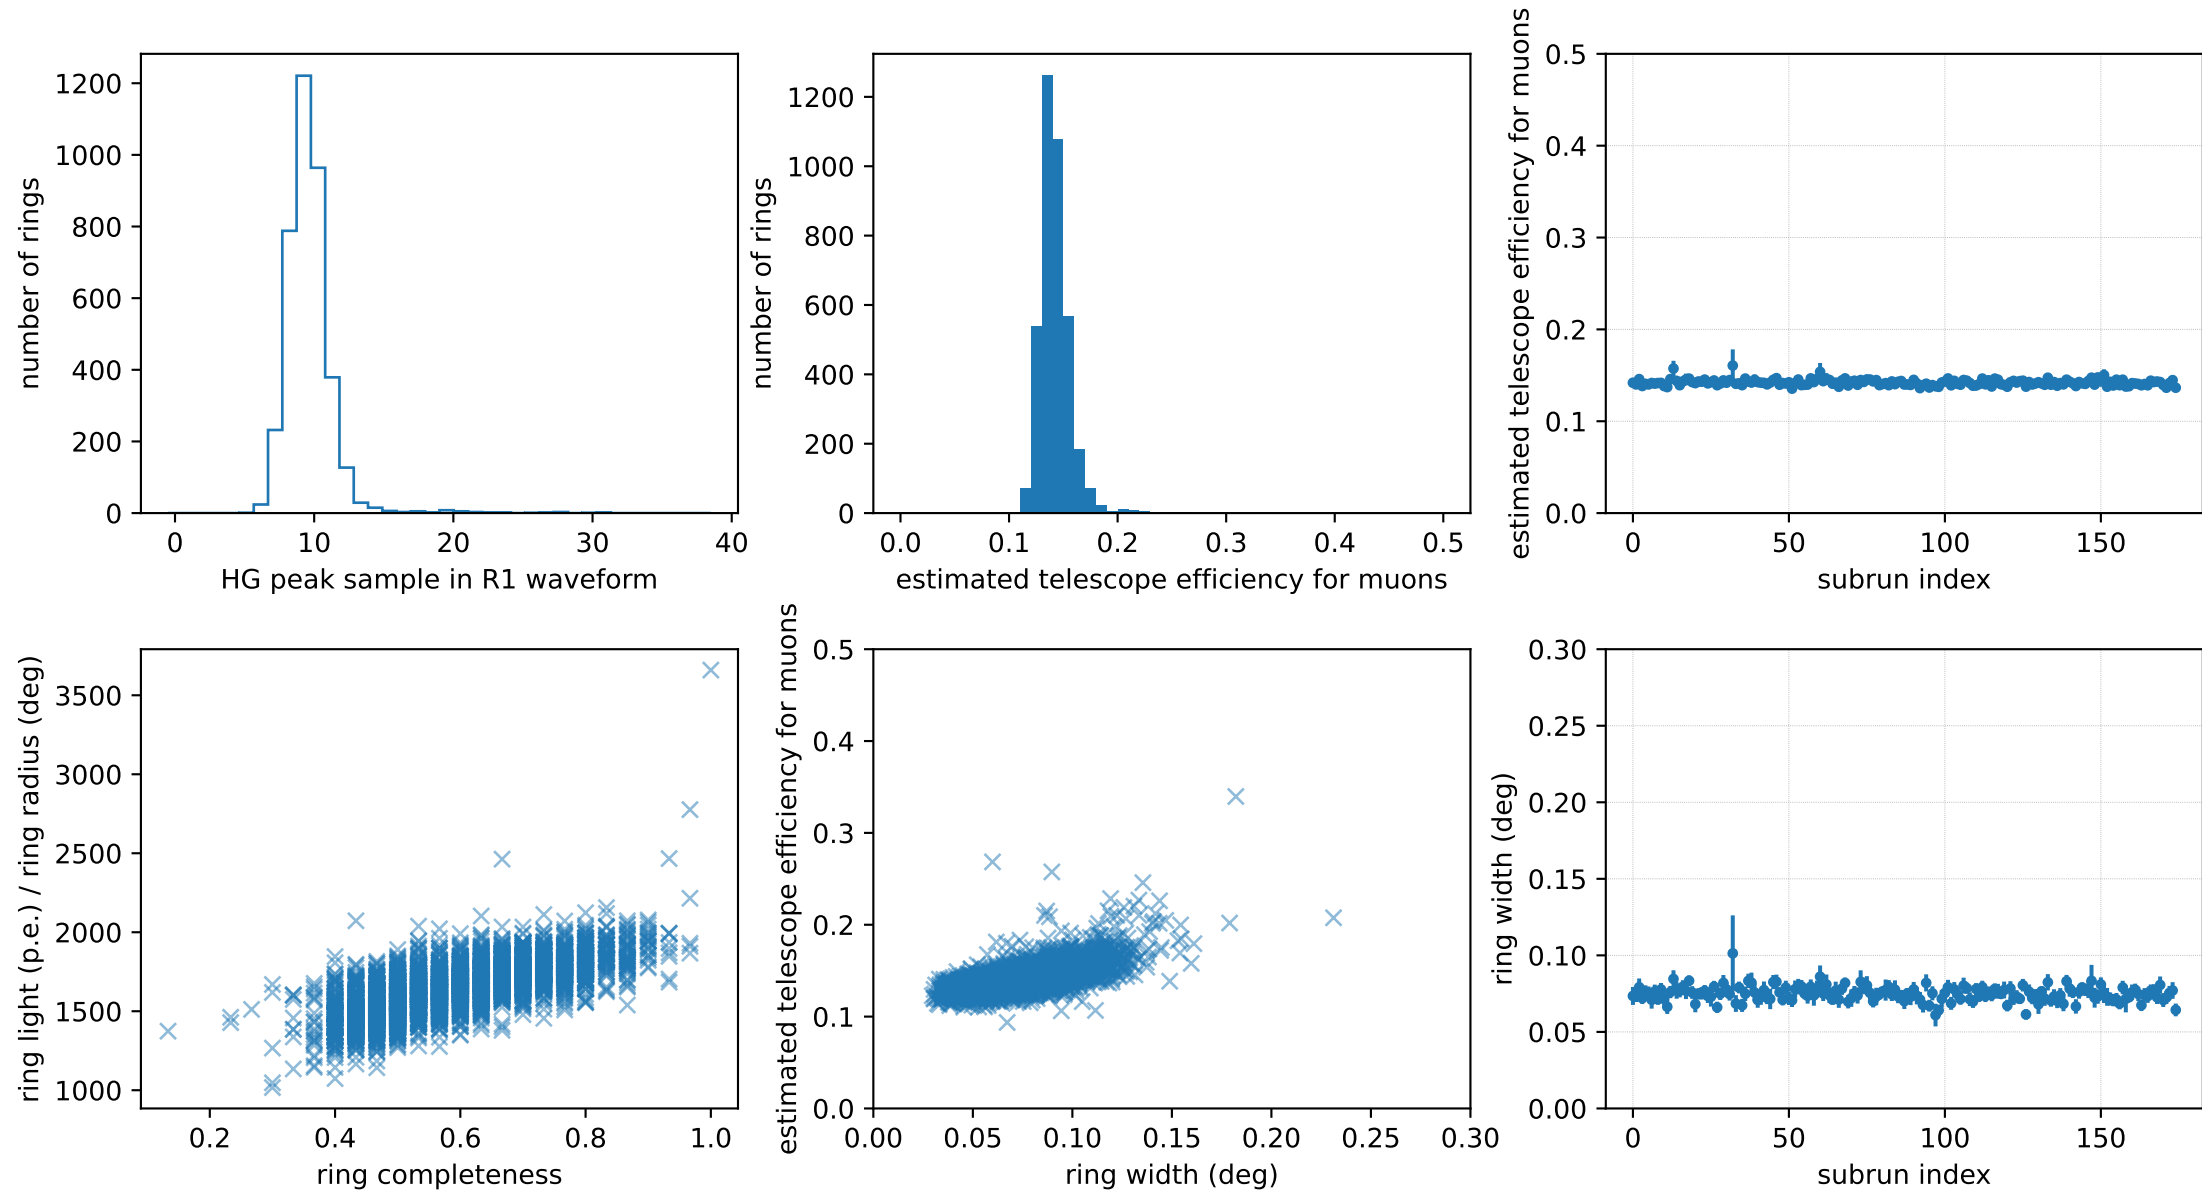 number of rings
1200
1000
800
600
400
200
0
0 10 20 30 40
HG peak sample in R1 waveform
number of rings
1200
1000
800
600
400
200
0
0.0 0.1 0.2 0.3 0.4 0.5
estimated telescope efficiency for muons
estimated telescope efficiency for muons
0.5
0.4
0.3
0.2
0.1
0.0
0 50 100 150
subrun index
ring light (p.e.) / ring radius (deg)
3500
3000
2500
2000
1500
1000
0.2 0.4 0.6 0.8 1.0
ring completeness
estimated telescope efficiency for muons
0.5
0.4
0.3
0.2
0.1
0.0
0.00 0.05 0.10 0.15 0.20 0.25 0.30
ring width (deg)
ring width (deg)
0.30
0.25
0.20
0.15
0.10
0.05
0.00
0 50 100 150
subrun index